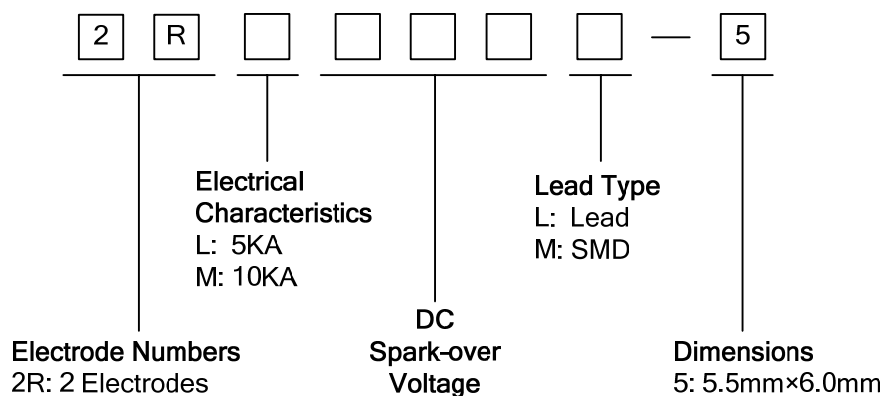 2 R — 5
Electrical
Characteristics
L: 5KA
M: 10KA
Lead Type
L: Lead
M: SMD
DC
Spark-over
Voltage
Electrode Numbers
2R: 2 Electrodes
Dimensions
5: 5.5mm×6.0mm